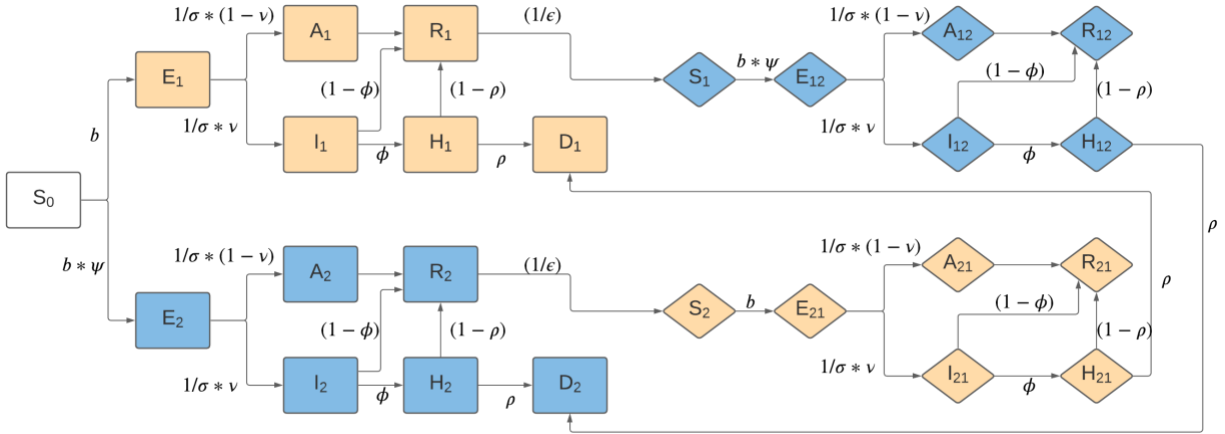 1/σ * (1 − ν)
A₁
R₁
(1/ϵ)
1/σ * (1 − ν)
A₁₂
R₁₂
E₁
S₁
b * ψ
E₁₂
(1 − ϕ)
(1 − ρ)
(1 − ϕ)
(1 − ρ)
b
1/σ * ν
I₁
ϕ
H₁
ρ
D₁
1/σ * ν
I₁₂
ϕ
H₁₂
S₀
ρ
b * ψ
1/σ * (1 − ν)
A₂
R₂
(1/ϵ)
1/σ * (1 − ν)
A₂₁
R₂₁
ρ
E₂
S₂
b
E₂₁
(1 − ϕ)
(1 − ρ)
(1 − ϕ)
(1 − ρ)
1/σ * ν
I₂
ϕ
H₂
ρ
D₂
1/σ * ν
I₂₁
ϕ
H₂₁